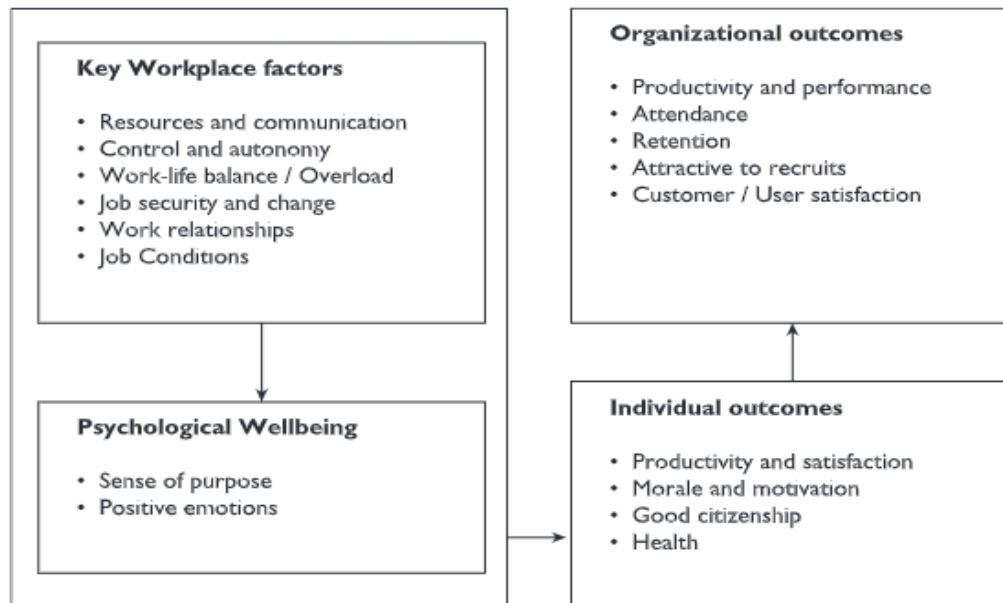 Key Workplace factors
• Resources and communication
• Control and autonomy
• Work-life balance / Overload
• Job security and change
• Work relationships
• Job Conditions
Psychological Wellbeing
• Sense of purpose
• Positive emotions
Individual outcomes
• Productivity and satisfaction
• Morale and motivation
• Good citizenship
• Health
Organizational outcomes
• Productivity and performance
• Attendance
• Retention
• Attractive to recruits
• Customer / User satisfaction